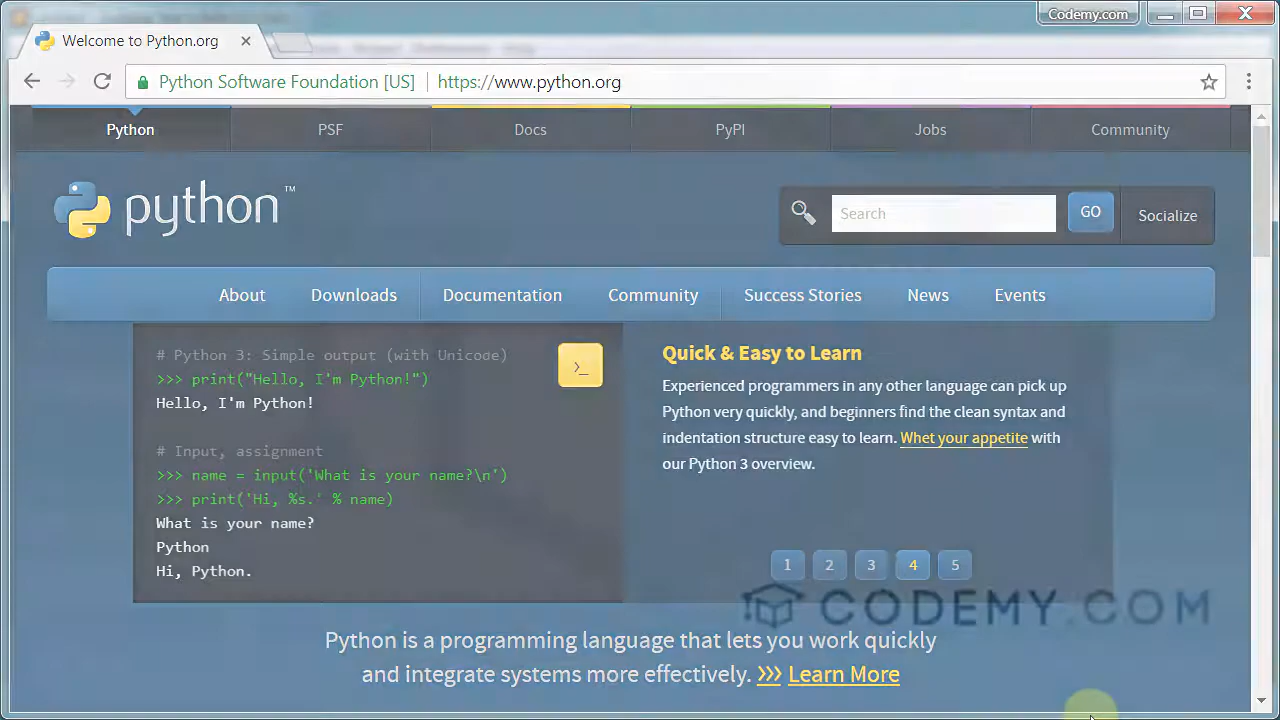 Codemy.com
Welcome to Python.org
Python Software Foundation [US] https://www.python.org
Python PSF Docs PyPI Jobs Community
python™
Search GO Socialize
About Downloads Documentation Community Success Stories News Events
# Python 3: Simple output (with Unicode)
>>> print("Hello, I'm Python!")
Hello, I'm Python!
# Input, assignment
>>> name = input('What is your name?\n')
>>> print('Hi, %s.' % name)
What is your name?
Python
Hi, Python.
>_
Quick & Easy to Learn
Experienced programmers in any other language can pick up
Python very quickly, and beginners find the clean syntax and
indentation structure easy to learn. Whet your appetite with
our Python 3 overview.
1 2 3 4 5
CODEMY.COM
Python is a programming language that lets you work quickly
and integrate systems more effectively. >>> Learn More